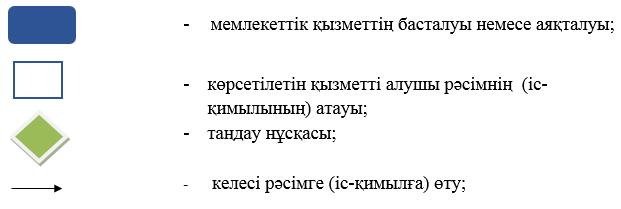 - мемлекеттік қызметтің басталуы немесе аяқталуы;
- көрсетілетін қызметті алушы рәсімнің (іс-
қимылының) атауы;
- таңдау нұсқасы;
- келесі рәсімге (іс-қимылға) өту;